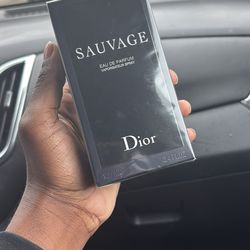 SAUVAGE
EAU DE PARFUM
VAPORISATEUR SPRAY
Dior